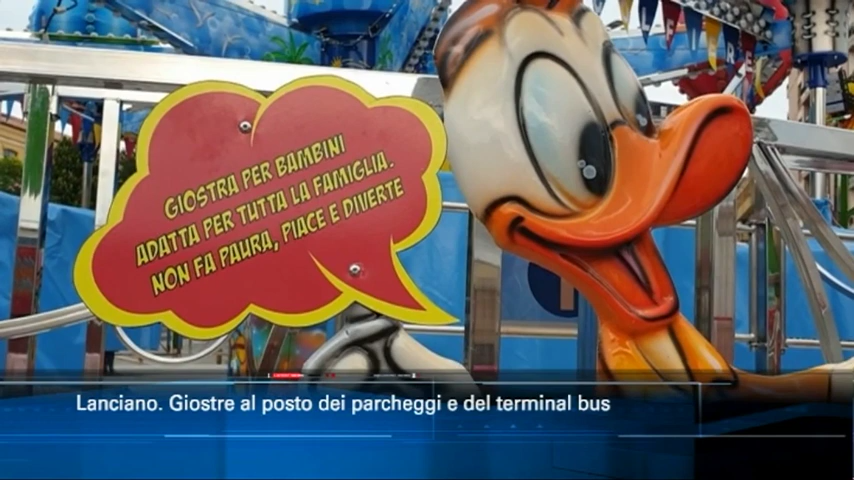 GIOSTRA PER BAMBINI
ADATTA PER TUTTA LA FAMIGLIA.
NON FA PAURA, PIACE E DIVERTE
Lanciano. Giostre al posto dei parcheggi e del terminal bus